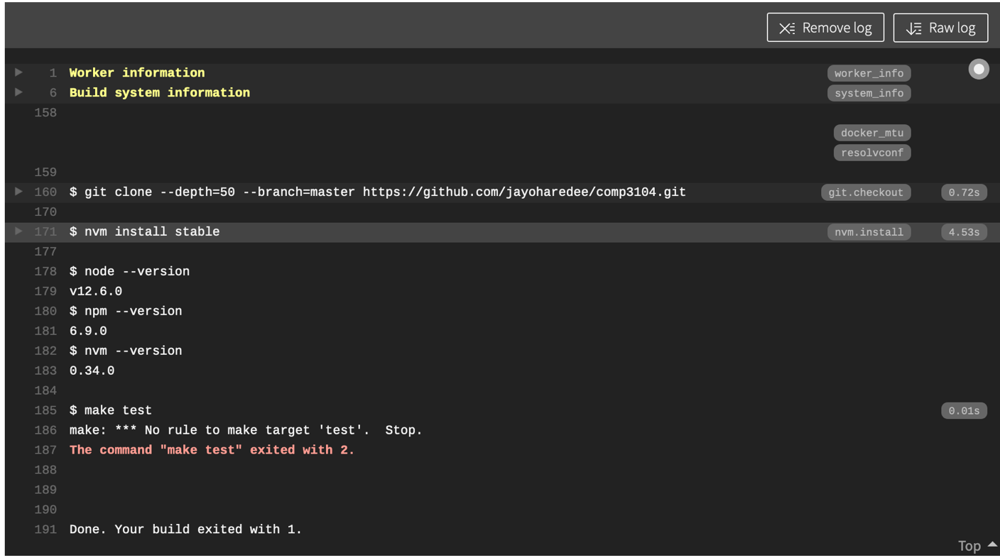 Remove log Raw log
1 Worker information worker_info
6 Build system information system_info
158
docker_mtu
resolvconf
159
160 $ git clone --depth=50 --branch=master https://github.com/jayoharedee/comp3104.git git.checkout 0.72s
170
171 $ nvm install stable nvm.install 4.53s
177
178 $ node --version
179 v12.6.0
180 $ npm --version
181 6.9.0
182 $ nvm --version
183 0.34.0
184
185 $ make test 0.01s
186 make: *** No rule to make target 'test'.  Stop.
187 The command "make test" exited with 2.
188
189
190
191 Done. Your build exited with 1.
Top